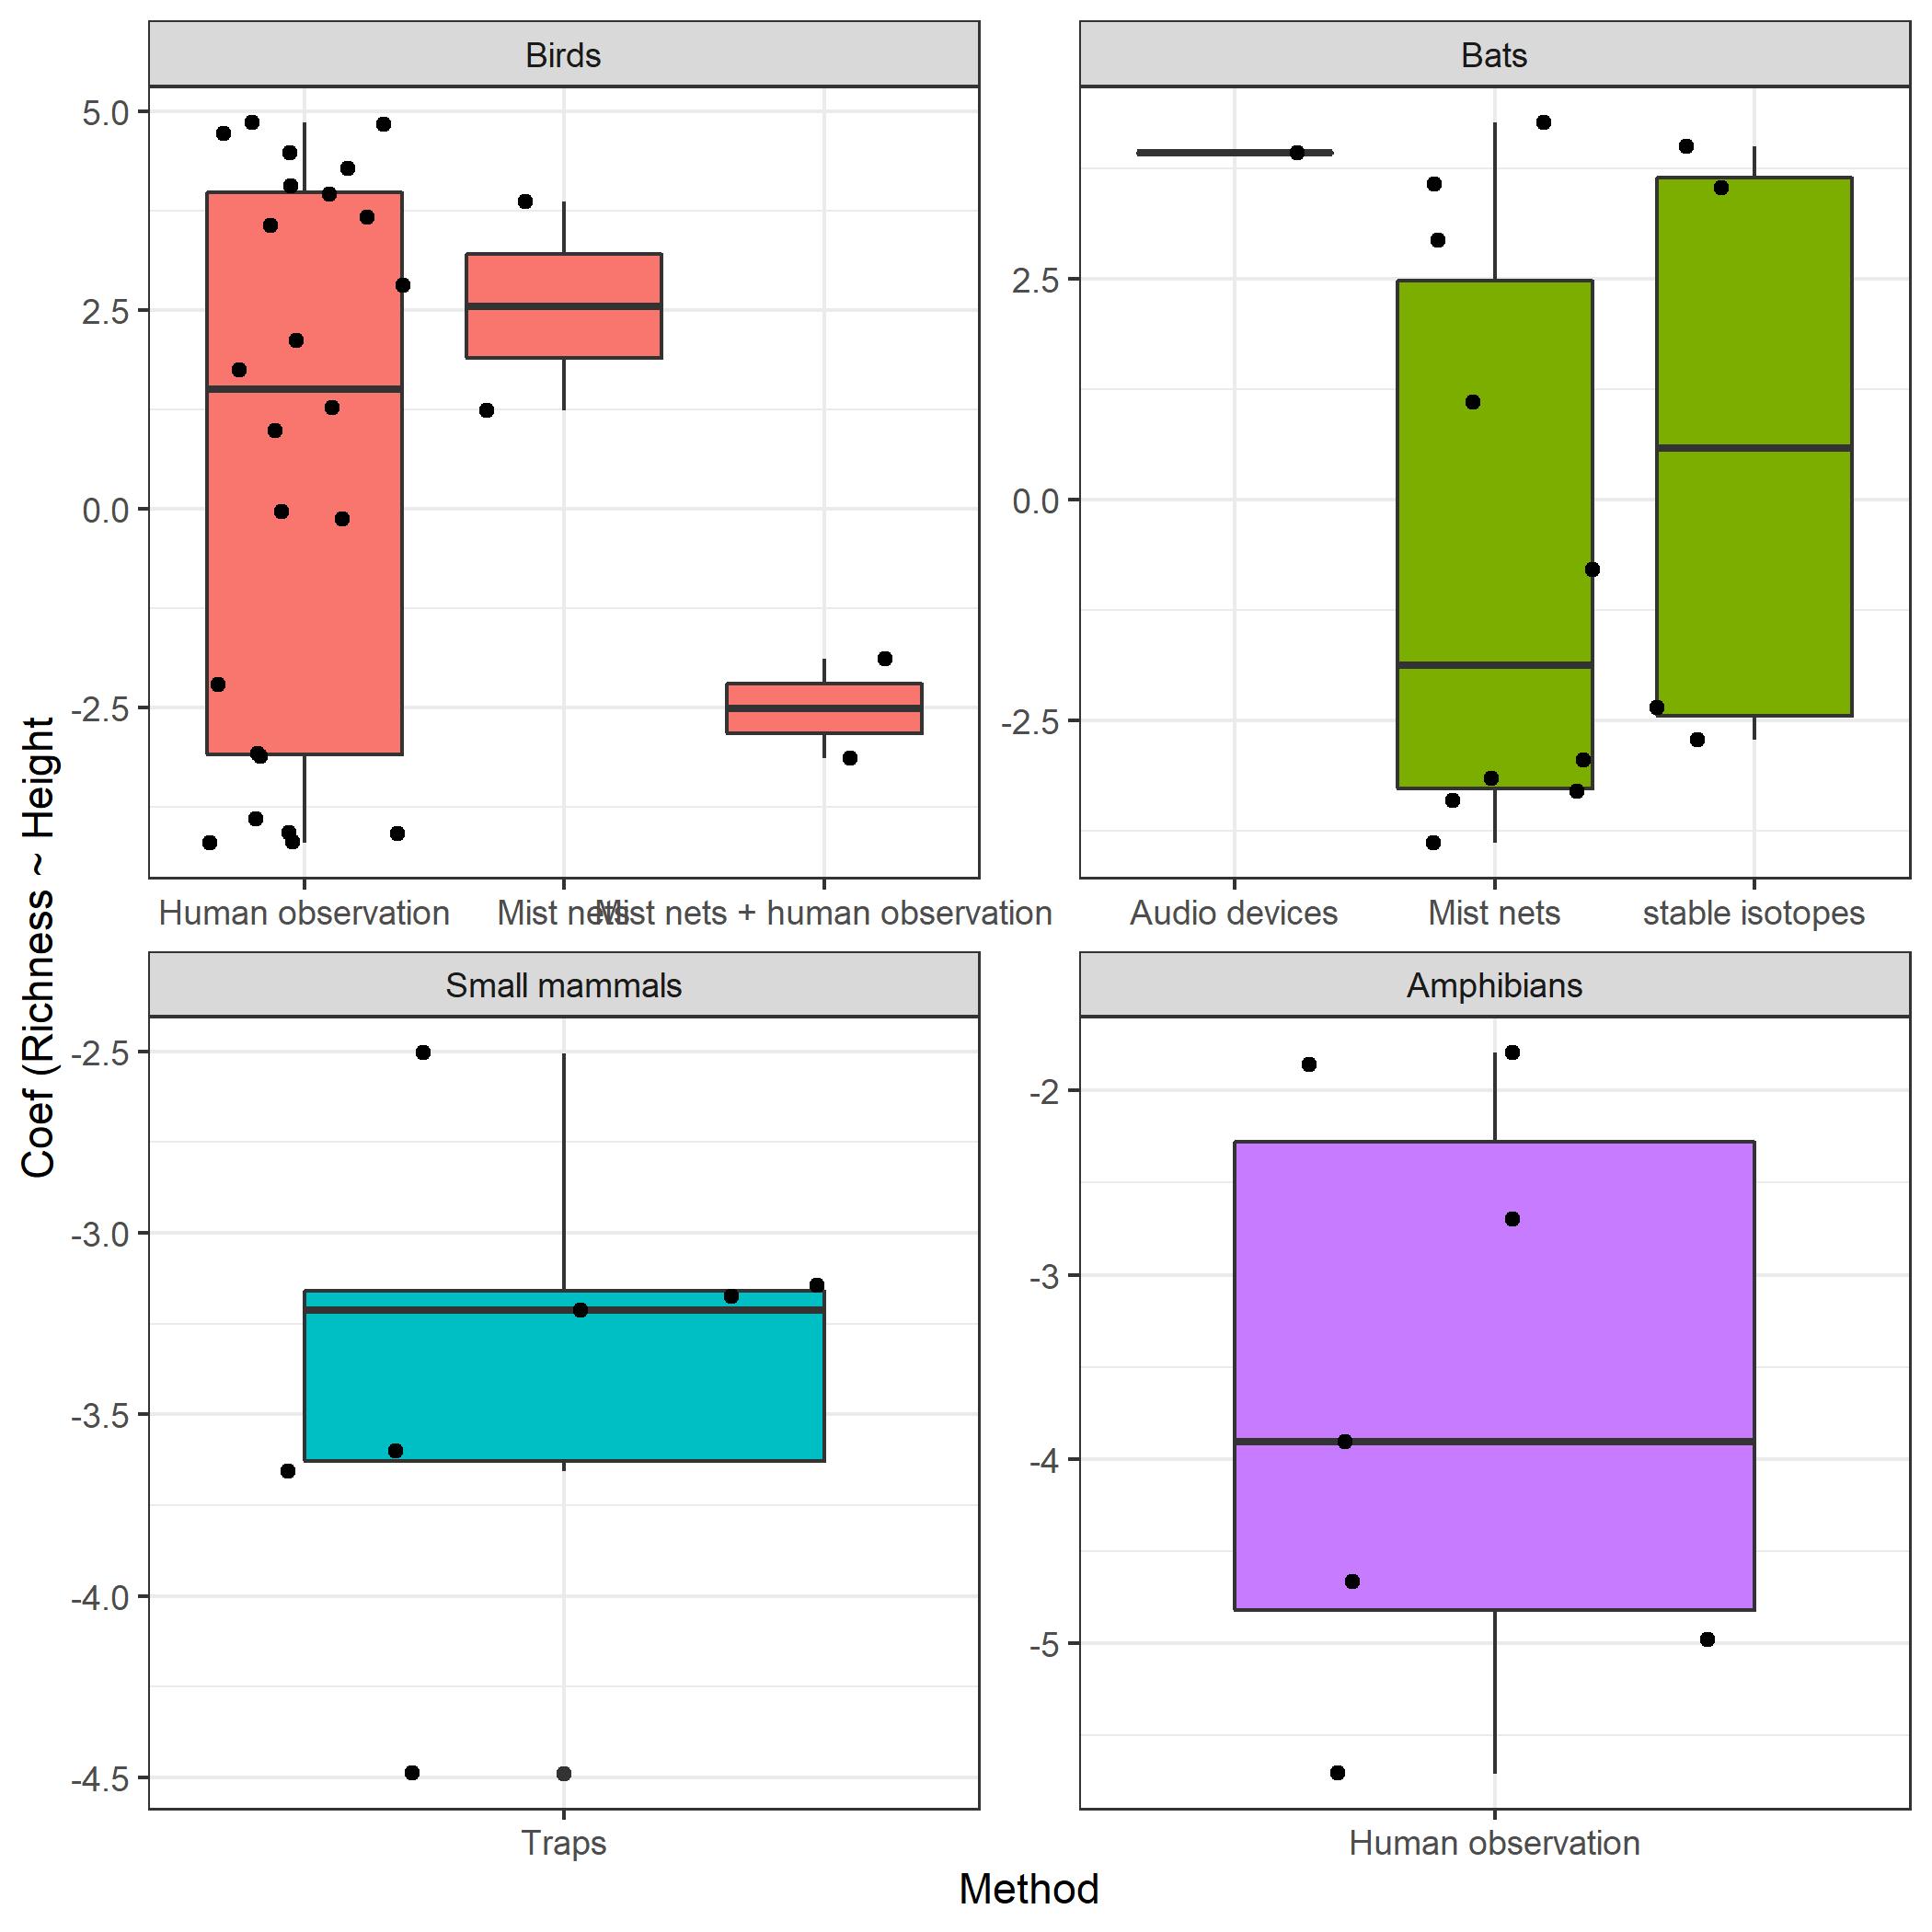 Birds
Bats
5.0
2.5
0.0
-2.5
2.5
0.0
-2.5
Human observation
Mist nets
Mist nets + human observation
Audio devices
Mist nets
stable isotopes
Coef (Richness ~ Height
Small mammals
Amphibians
-2.5
-3.0
-3.5
-4.0
-4.5
-2
-3
-4
-5
Traps
Human observation
Method